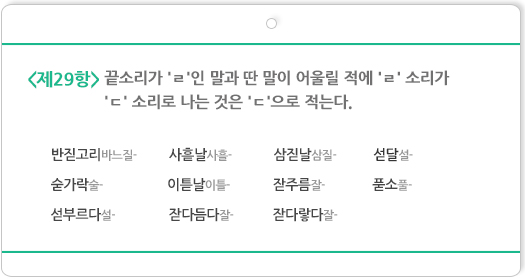 <제29항> 끝소리가 'ㄹ'인 말과 딴 말이 어울릴 적에 'ㄹ' 소리가
'ㄷ' 소리로 나는 것은 'ㄷ'으로 적는다.
반짇고리바느질- 사흗날사흘- 삼짇날삼질- 섣달설-
숟가락술- 이튿날이틀- 잗주름잘- 푿소풀-
섣부르다설- 잗다듬다잘- 잗다랗다잘-